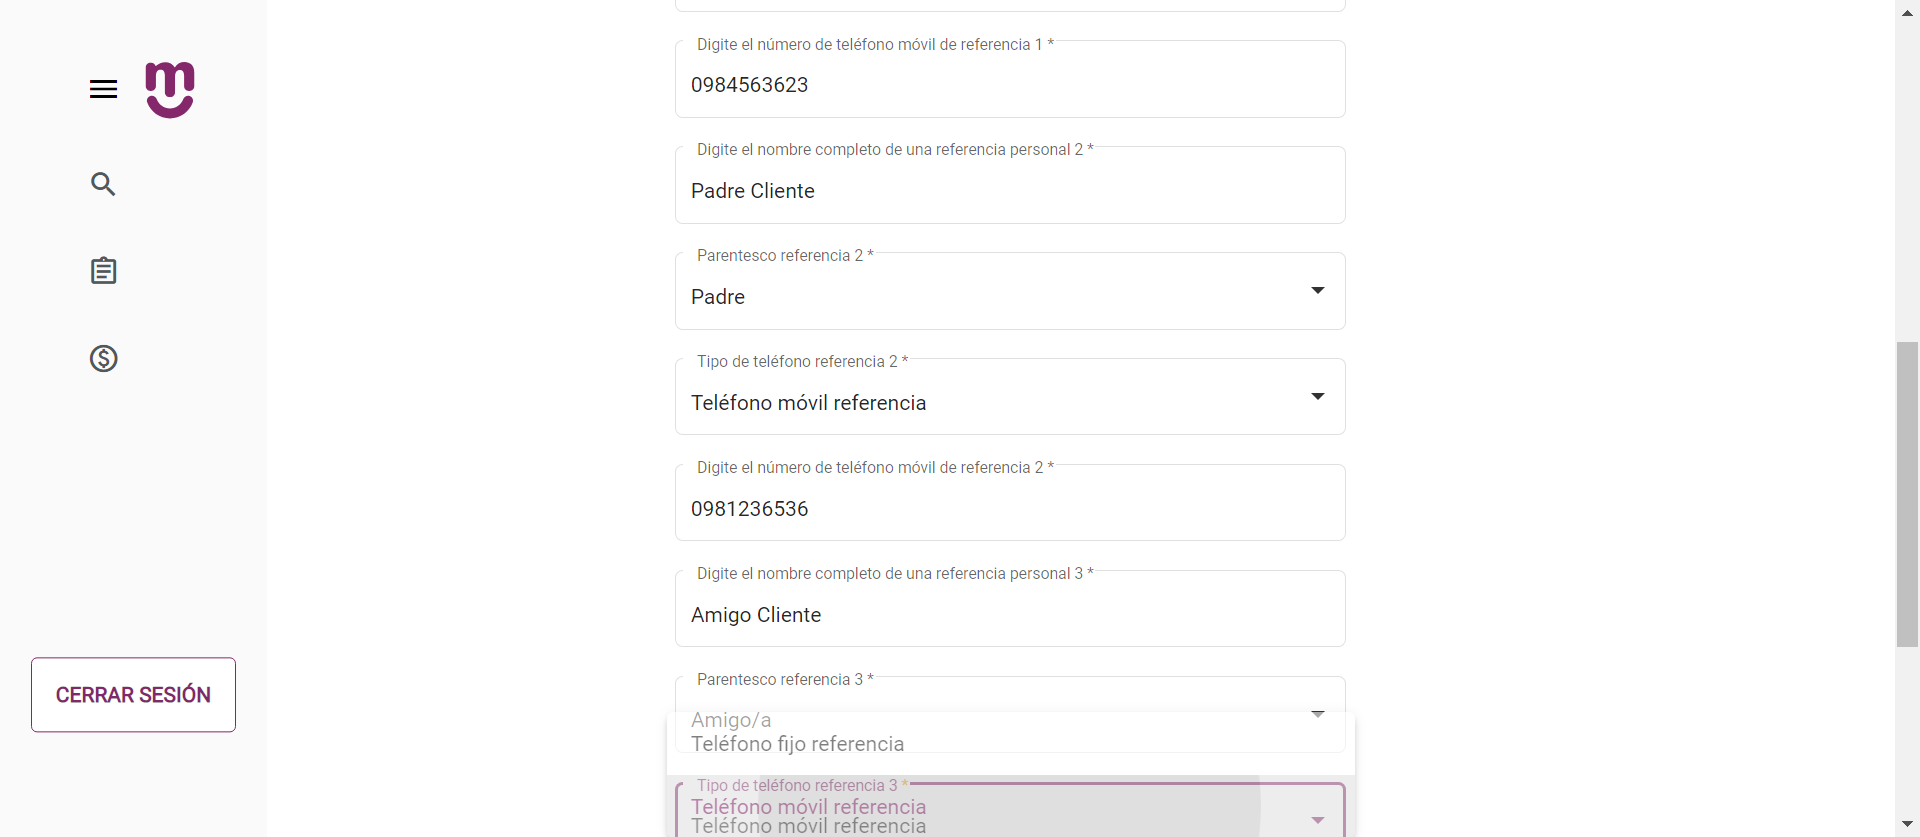 Digite el número de teléfono móvil de referencia 1 *
0984563623
Digite el nombre completo de una referencia personal 2 *
Padre Cliente
Parentesco referencia 2 *
Padre
Tipo de teléfono referencia 2 *
Teléfono móvil referencia
Digite el número de teléfono móvil de referencia 2 *
0981236536
Digite el nombre completo de una referencia personal 3 *
Amigo Cliente
CERRAR SESIÓN
Parentesco referencia 3 *
Amigo/a
Teléfono fijo referencia
Tipo de teléfono referencia 3 *
Teléfono móvil referencia
Teléfono móvil referencia